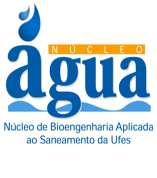 NÚCLEO
água
Núcleo de Bioengenharia Aplicada
ao Saneamento da Ufes